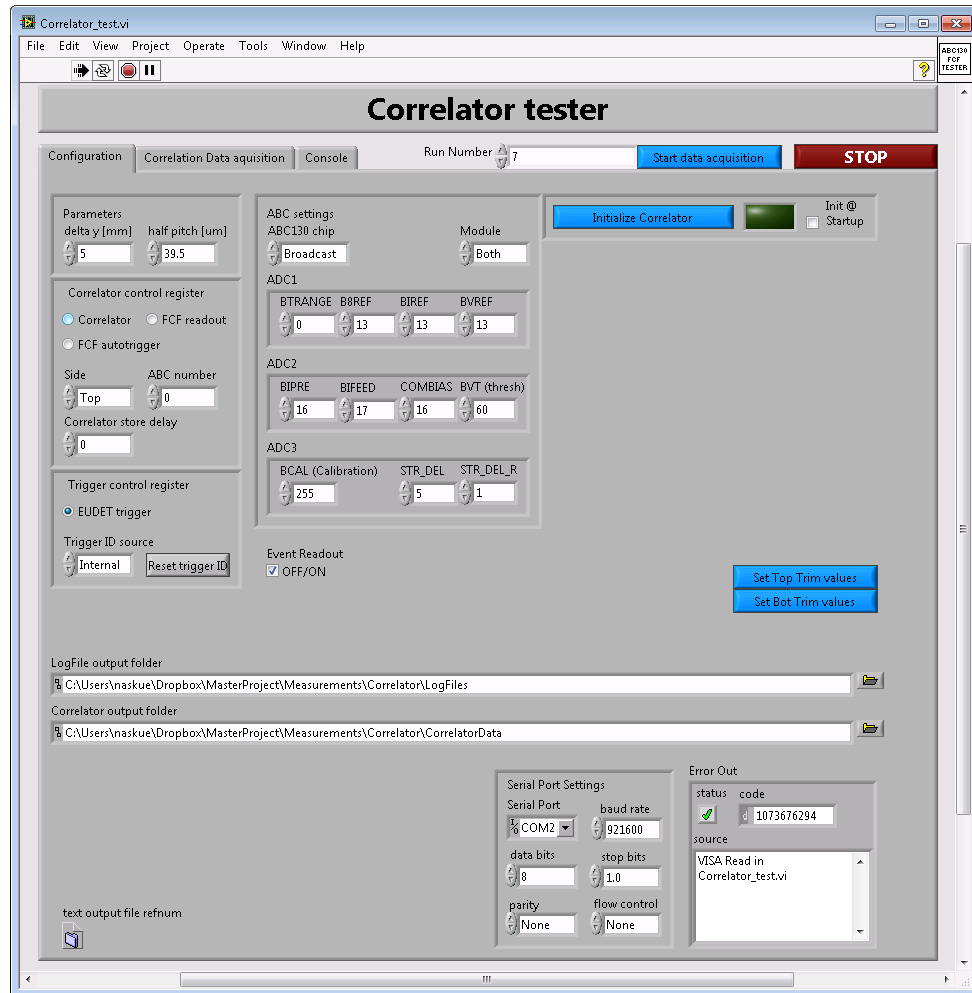 Correlator_test.vi
File Edit View Project Operate Tools Window Help
ABC130
FCF
TESTER
?
Correlator tester
Configuration Correlation Data aquisition Console
Run Number 7 Start data acquisition STOP
Parameters
delta y [mm] half pitch [um]
5 39.5
Correlator control register
Correlator FCF readout
FCF autotrigger
Side ABC number
Top 0
Correlator store delay
0
Trigger control register
EUDET trigger
Trigger ID source
Internal Reset trigger ID
ABC settings
ABC130 chip Module
Broadcast Both
ADC1
BTRANGE B8REF BIREF BVREF
0 13 13 13
ADC2
BIPRE BIFEED COMBIAS BVT (thresh)
16 17 16 60
ADC3
BCAL (Calibration) STR_DEL STR_DEL_R
255 5 1
Event Readout
OFF/ON
Initialize Correlator
Init @
Startup
Set Top Trim values
Set Bot Trim values
LogFile output folder
C:\Users\naskue\Dropbox\MasterProject\Measurements\Correlator\LogFiles
Correlator output folder
C:\Users\naskue\Dropbox\MasterProject\Measurements\Correlator\CorrelatorData
text output file refnum
Serial Port Settings
Serial Port baud rate
I/O COM2 921600
data bits stop bits
8 1.0
parity flow control
None None
Error Out
status code
d 1073676294
source
VISA Read in
Correlator_test.vi